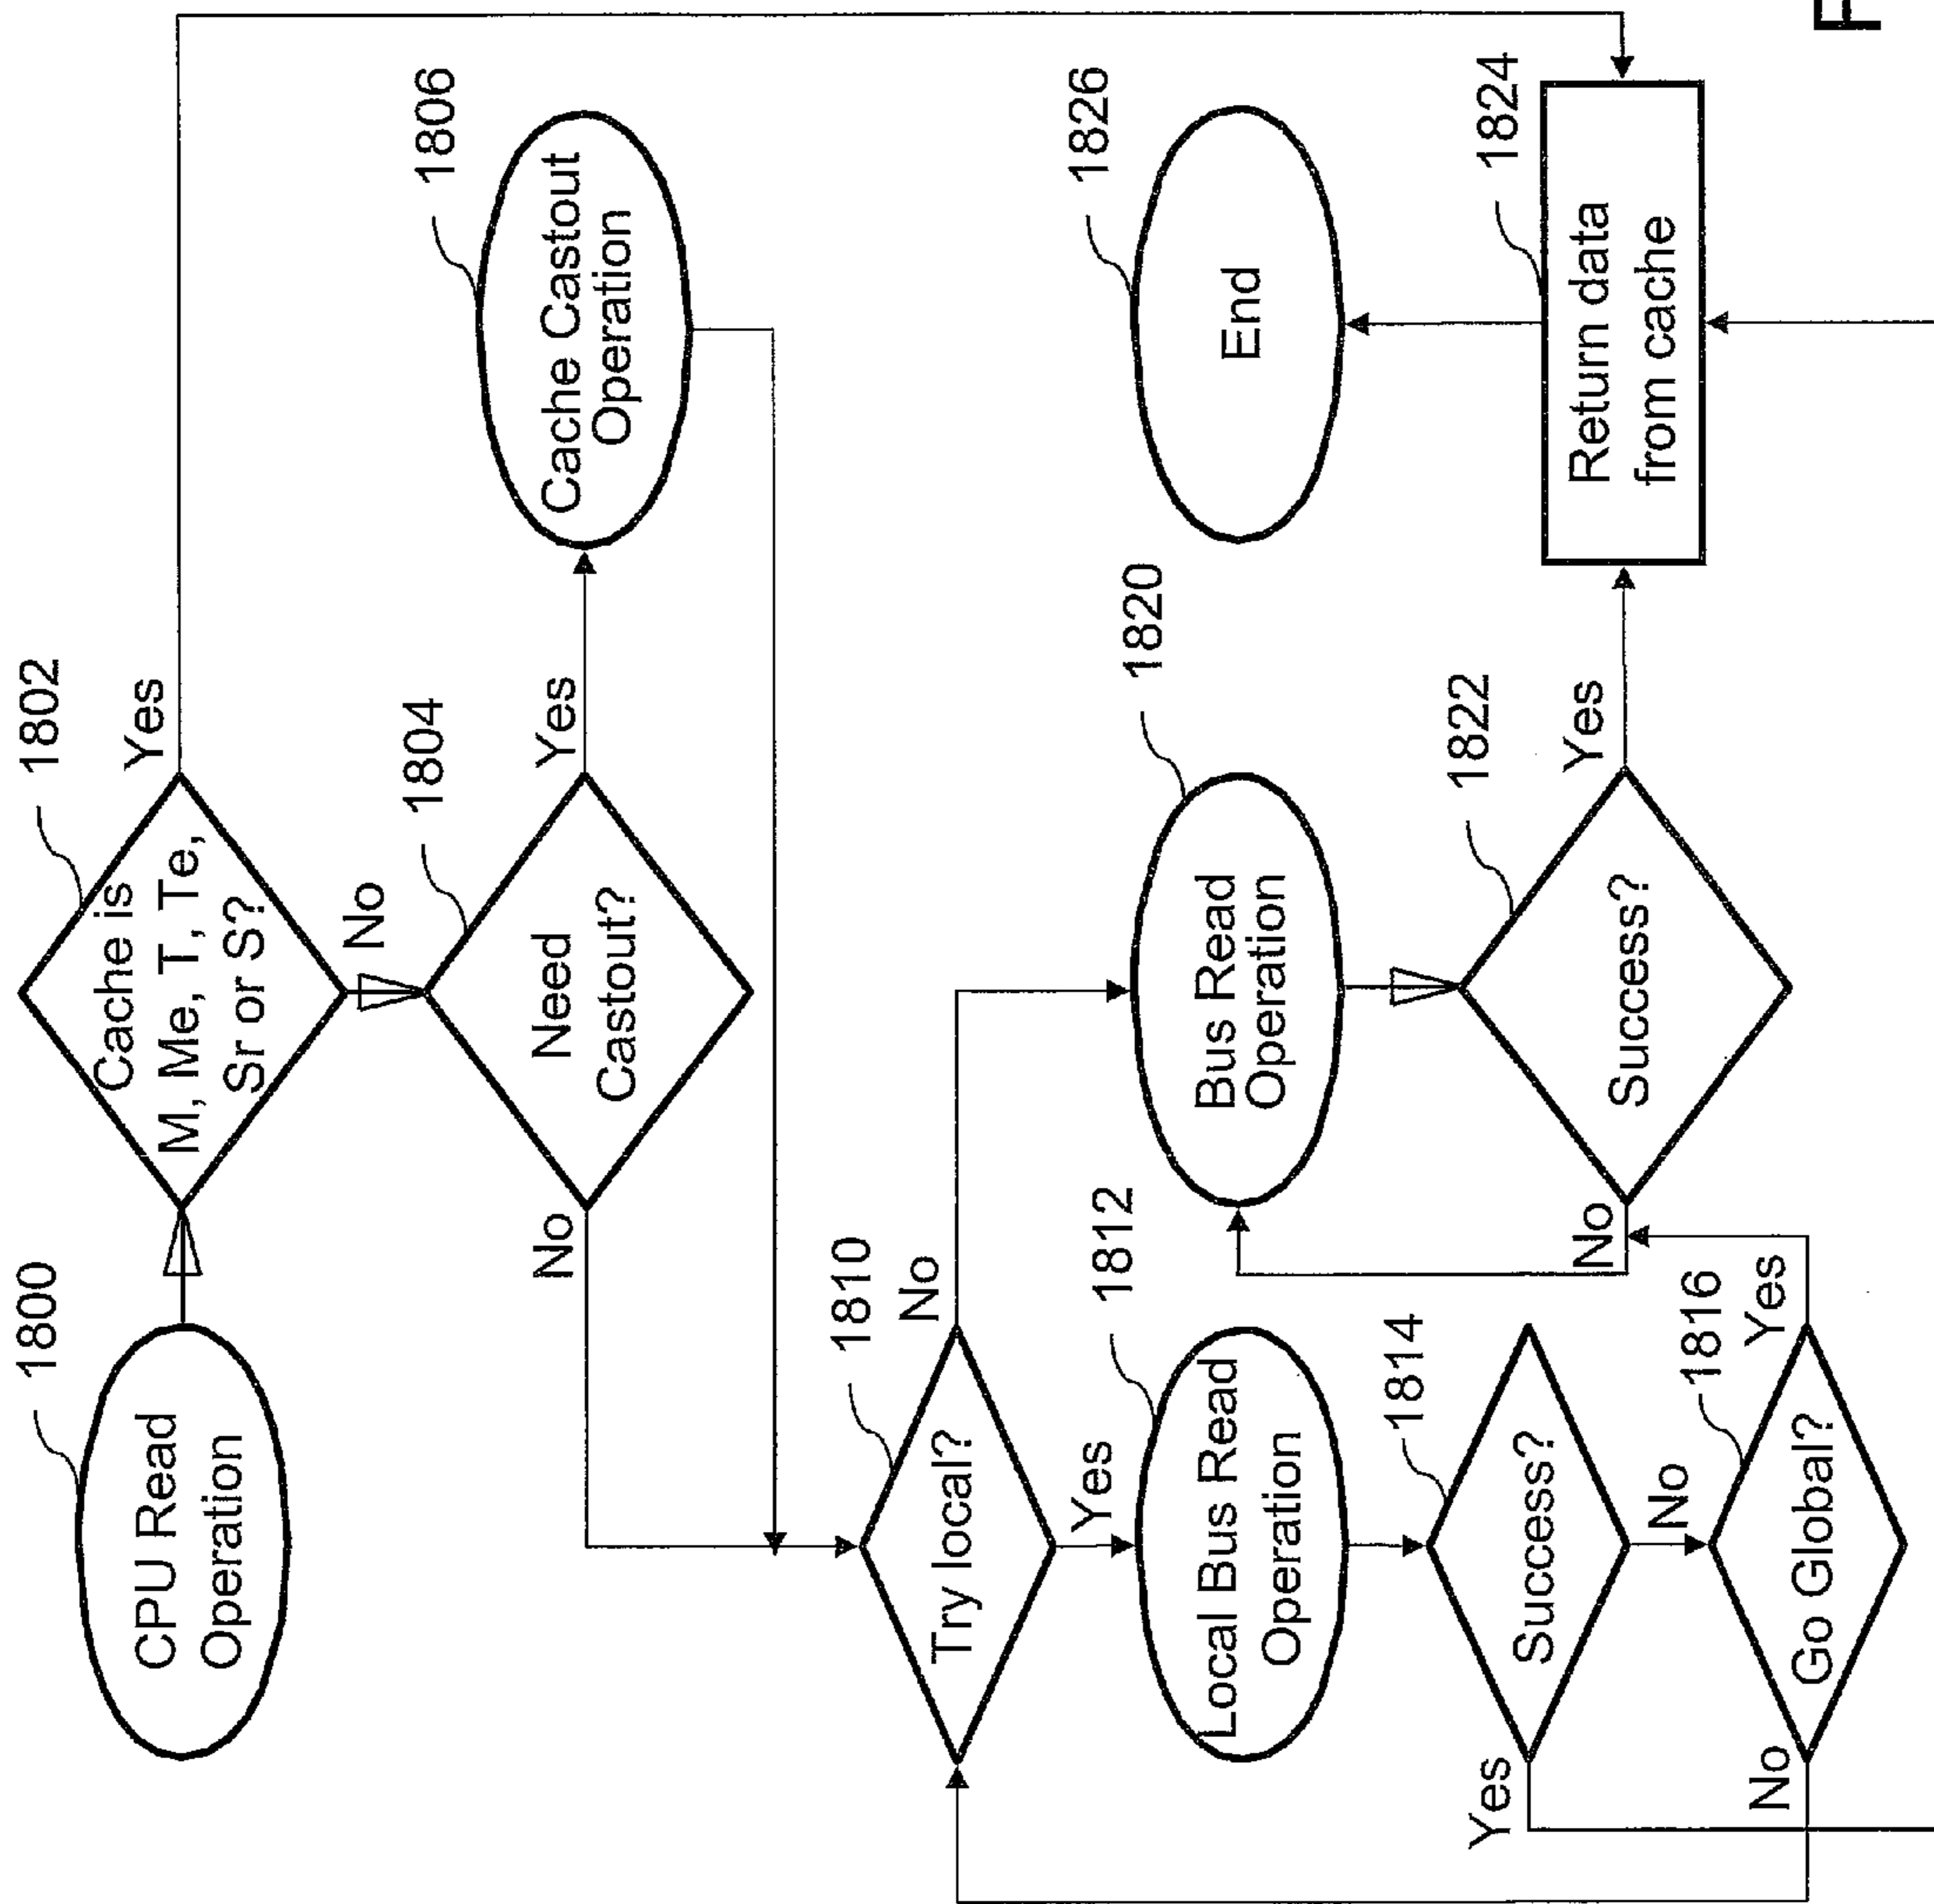 1800
CPU Read
Operation
1802
Cache is
M, Me, T, Te,
Sr or S?
Yes
No
1804
Need
Castout?
Yes
No
1806
Cache Castout
Operation
1810
Try local?
No
Yes
1812
Local Bus Read
Operation
1814
Success?
Yes
No
1816
Go Global?
Yes
No
1820
Bus Read
Operation
1822
Success?
Yes
No
1824
Return data
from cache
1826
End